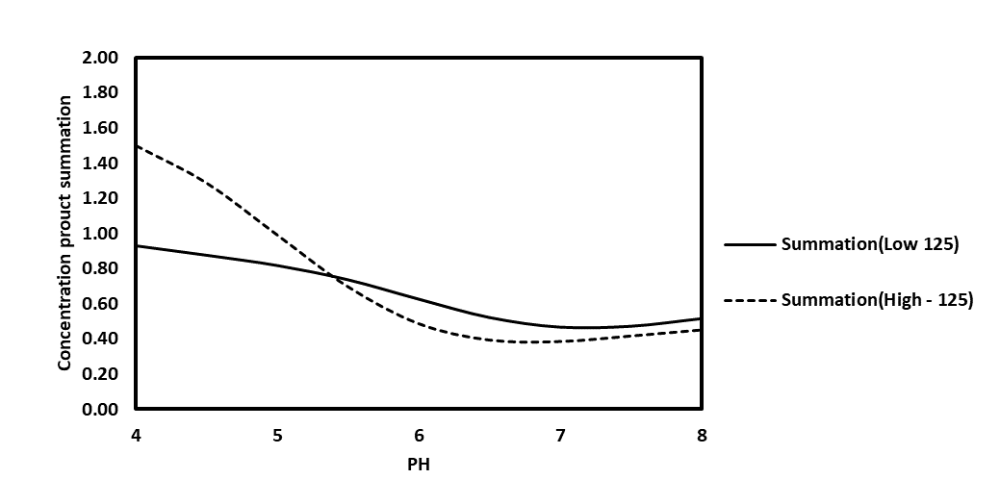 2.00
1.80
1.60
1.40
1.20
1.00
0.80
0.60
0.40
0.20
0.00
Concentration prouct summation
4 5 6 7 8
PH
Summation(Low 125)
Summation(High - 125)